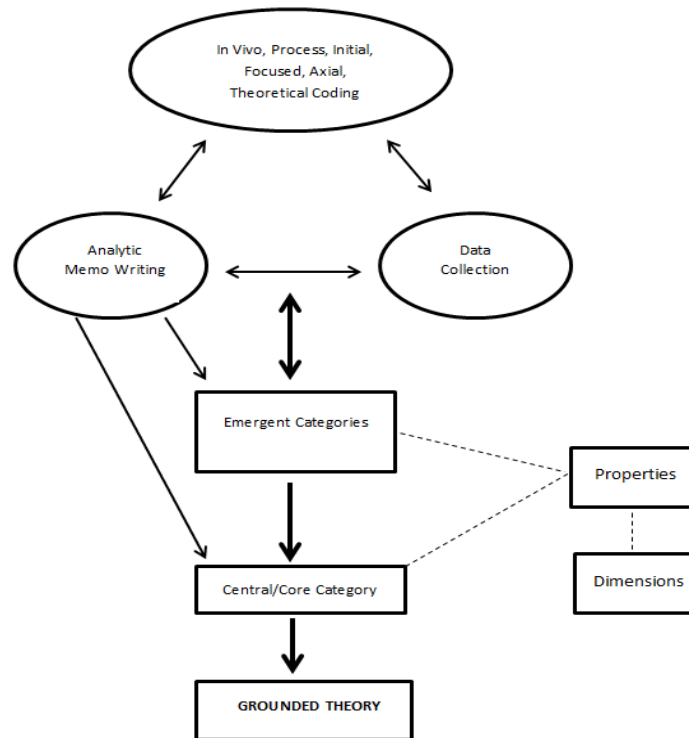 In Vivo, Process, Initial,
Focused, Axial,
Theoretical Coding
Analytic
Memo Writing
Data
Collection
Emergent Categories
Properties
Central/Core Category
Dimensions
GROUNDED THEORY